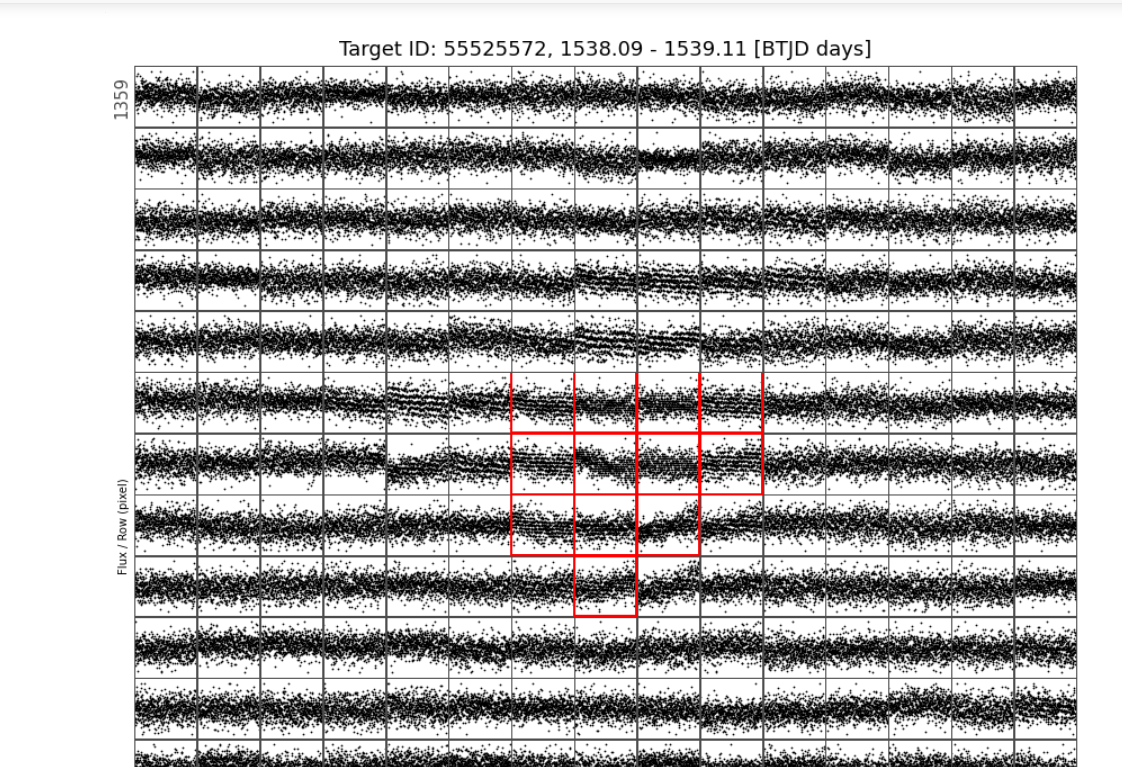 Target ID: 55525572, 1538.09 - 1539.11 [BTJD days]
1359
Flux / Row (pixel)